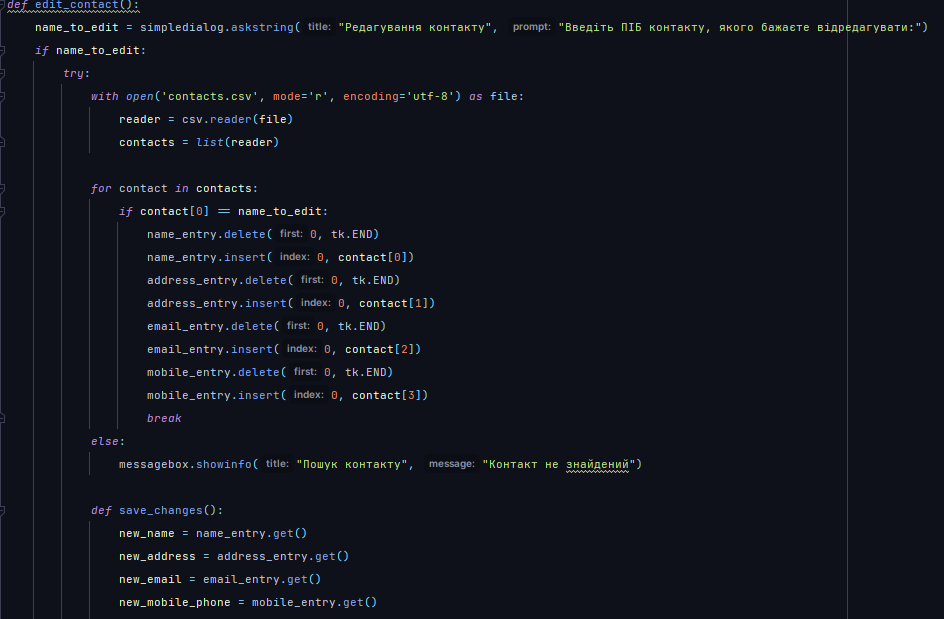 def edit_contact():
    name_to_edit = simpledialog.askstring( title: "Редагування контакту", prompt: "Введіть ПІБ контакту, якого бажаєте відредагувати:")
    if name_to_edit:
        try:
            with open('contacts.csv', mode='r', encoding='utf-8') as file:
                reader = csv.reader(file)
                contacts = list(reader)
            for contact in contacts:
                if contact[0] == name_to_edit:
                    name_entry.delete( first: 0, tk.END)
                    name_entry.insert( index: 0, contact[0])
                    address_entry.delete( first: 0, tk.END)
                    address_entry.insert( index: 0, contact[1])
                    email_entry.delete( first: 0, tk.END)
                    email_entry.insert( index: 0, contact[2])
                    mobile_entry.delete( first: 0, tk.END)
                    mobile_entry.insert( index: 0, contact[3])
                    break
            else:
                messagebox.showinfo( title: "Пошук контакту", message: "Контакт не знайдений")
            def save_changes():
                new_name = name_entry.get()
                new_address = address_entry.get()
                new_email = email_entry.get()
                new_mobile_phone = mobile_entry.get()